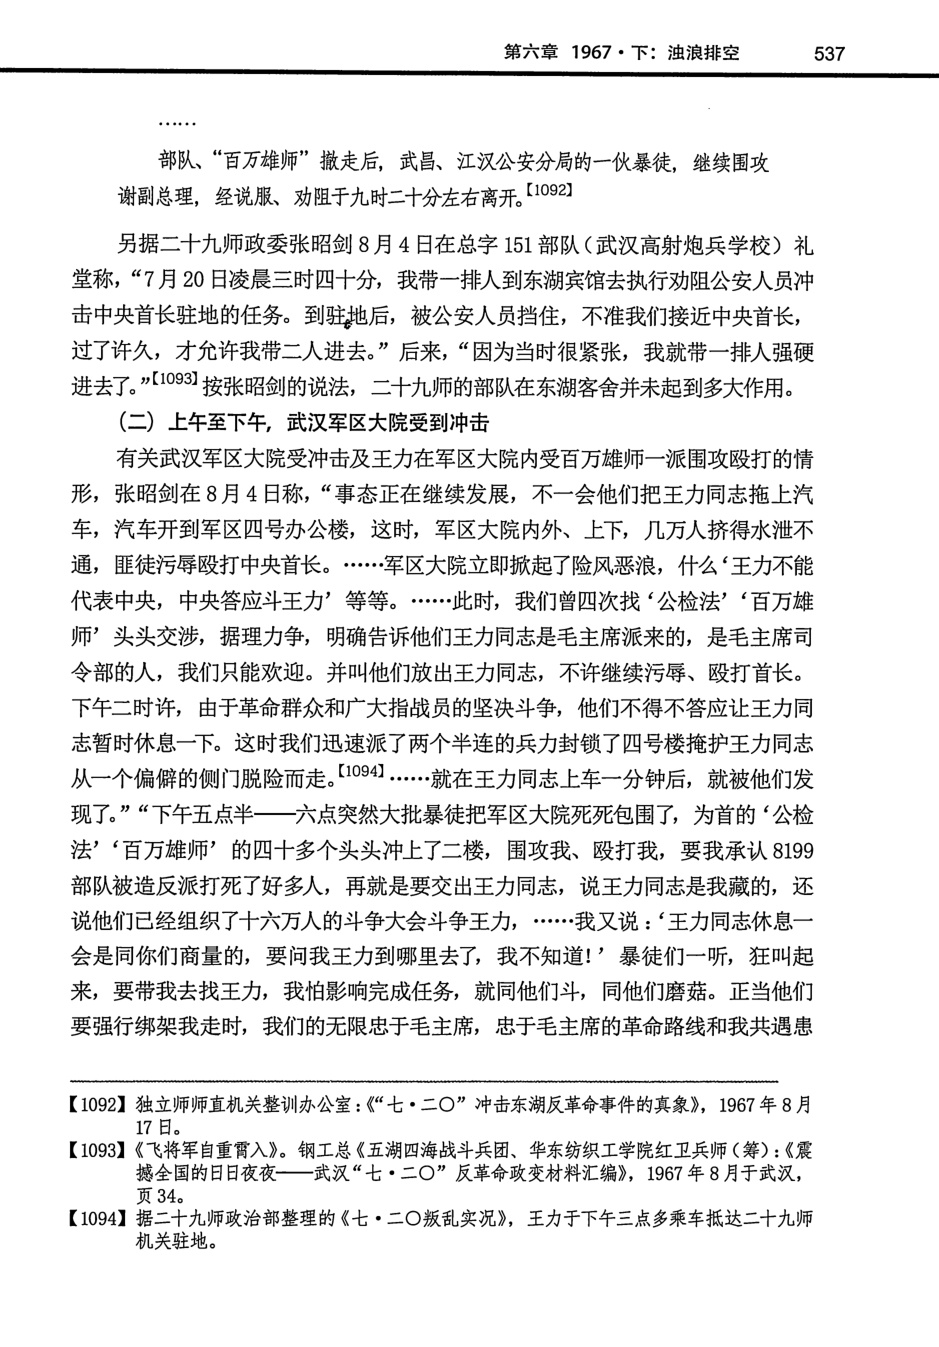 第六章 1967·下：浊浪排空 537
……
部队、“百万雄师”撤走后，武昌、江汉公安分局的一伙暴徒，继续围攻
谢副总理，经说服、劝阻于九时二十分左右离开。【1092】
另据二十九师政委张昭剑8月4日在总字151部队（武汉高射炮兵学校）礼
堂称，“7月20日凌晨三时四十分，我带一排人到东湖宾馆去执行劝阻公安人员冲
击中央首长驻地的任务。到驻地后，被公安人员挡住，不准我们接近中央首长，
过了许久，才允许我带二人进去。”后来，“因为当时很紧张，我就带一排人强硬
进去了。”【1093】按张昭剑的说法，二十九师的部队在东湖客舍并未起到多大作用。
（二）上午至下午，武汉军区大院受到冲击
有关武汉军区大院受冲击及王力在军区大院内受百万雄师一派围攻殴打的情
形，张昭剑在8月4日称，“事态正在继续发展，不一会他们把王力同志拖上汽
车，汽车开到军区四号办公楼，这时，军区大院内外、上下，几万人挤得水泄不
通，匪徒污辱殴打中央首长。……军区大院立即掀起了险风恶浪，什么‘王力不能
代表中央，中央答应斗王力’等等。……此时，我们曾四次找‘公检法’‘百万雄
师’头头交涉，据理力争，明确告诉他们王力同志是毛主席派来的，是毛主席司
令部的人，我们只能欢迎。并叫他们放出王力同志，不许继续污辱、殴打首长。
下午二时许，由于革命群众和广大指战员的坚决斗争，他们不得不答应让王力同
志暂时休息一下。这时我们迅速派了两个半连的兵力封锁了四号楼掩护王力同志
从一个偏僻的侧门脱险而走。【1094】……就在王力同志上车一分钟后，就被他们发
现了。”“下午五点半——六点突然大批暴徒把军区大院死死包围了，为首的‘公检
法’‘百万雄师’的四十多个头头冲上了二楼，围攻我、殴打我，要我承认8199
部队被造反派打死了好多人，再就是要交出王力同志，说王力同志是我藏的，还
说他们已经组织了十六万人的斗争大会斗争王力，……我又说：‘王力同志休息一
会是同你们商量的，要问我王力到哪里去了，我不知道！’暴徒们一听，狂叫起
来，要带我去找王力，我怕影响完成任务，就同他们斗，同他们磨菇。正当他们
要强行绑架我走时，我们的无限忠于毛主席，忠于毛主席的革命路线和我共遇患
【1092】独立师师直机关整训办公室：《“七·二〇”冲击东湖反革命事件的真象》，1967年8月
17日。
【1093】《飞将军自重霄入》。钢工总《五湖四海战斗兵团、华东纺织工学院红卫兵师（筹）：《震
撼全国的日日夜夜——武汉“七·二〇”反革命政变材料汇编》，1967年8月于武汉，
页34。
【1094】据二十九师政治部整理的《七·二〇叛乱实况》，王力于下午三点多乘车抵达二十九师
机关驻地。